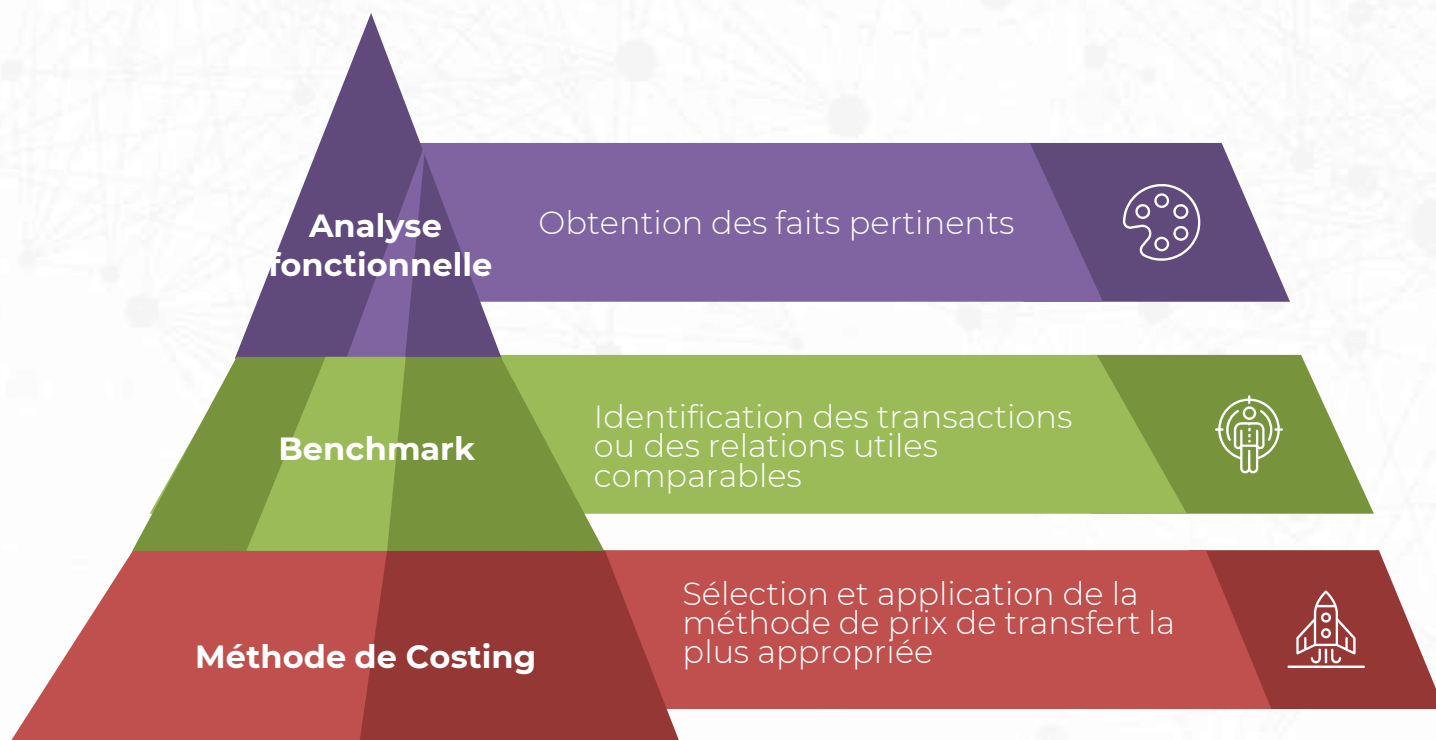 Analyse
fonctionnelle
Obtention des faits pertinents
Benchmark
Identification des transactions
ou des relations utiles
comparables
Méthode de Costing
Sélection et application de la
méthode de prix de transfert la
plus appropriée